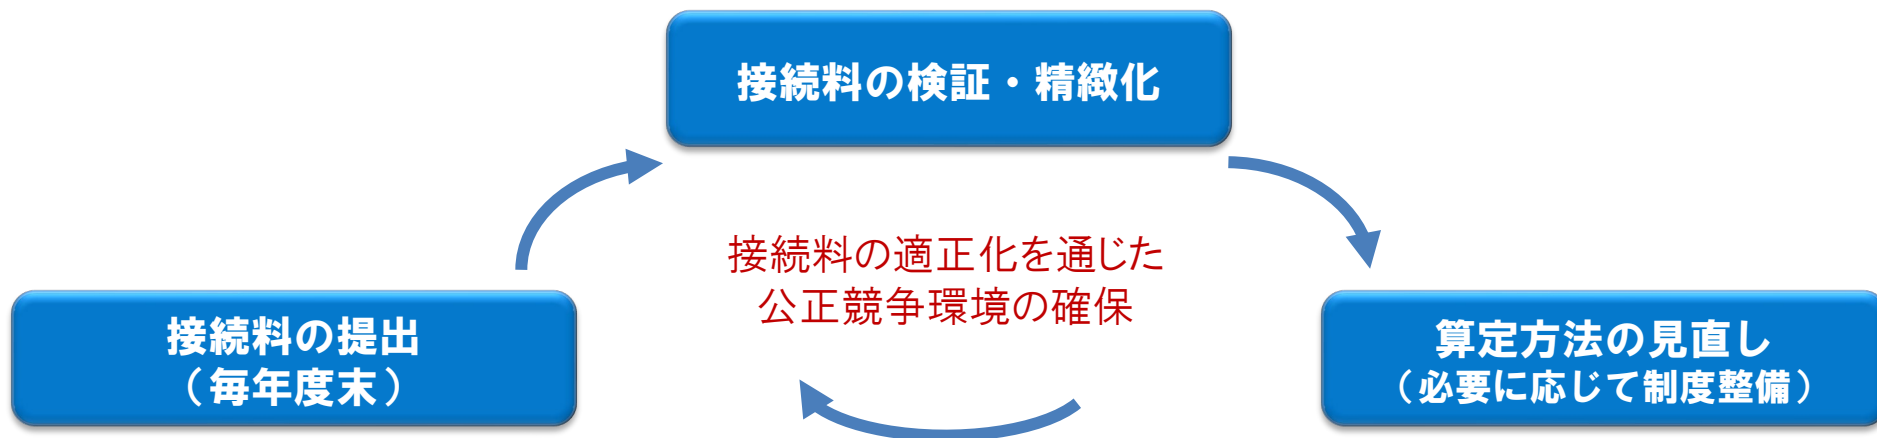 接続料の検証・精緻化
接続料の適正化を通じた
公正競争環境の確保
接続料の提出
（毎年度末）
算定方法の見直し
（必要に応じて制度整備）